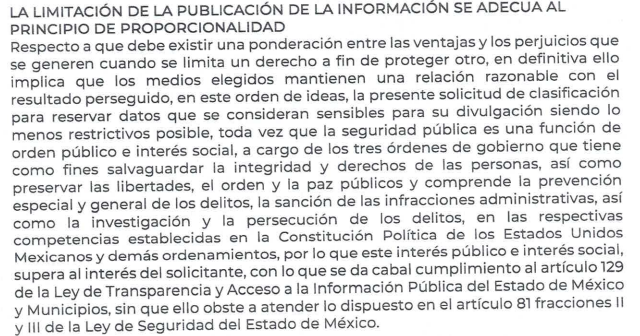 LA LIMITACIÓN DE LA PUBLICACIÓN DE LA INFORMACIÓN SE ADECUA AL
PRINCIPIO DE PROPORCIONALIDAD
Respecto a que debe existir una ponderación entre las ventajas y los perjuicios que
se generen cuando se limita un derecho a fin de proteger otro, en definitiva ello
implica que los medios elegidos mantienen una relación razonable con el
resultado perseguido, en este orden de ideas, la presente solicitud de clasificación
para reservar datos que se consideran sensibles para su divulgación siendo lo
menos restrictivos posible, toda vez que la seguridad pública es una función de
orden público e interés social, a cargo de los tres órdenes de gobierno que tiene
como fines salvaguardar la integridad y derechos de las personas, así como
preservar las libertades, el orden y la paz públicos y comprende la prevención
especial y general de los delitos, la sanción de las infracciones administrativas, así
como la investigación y la persecución de los delitos, en las respectivas
competencias establecidas en la Constitución Política de los Estados Unidos
Mexicanos y demás ordenamientos, por lo que este interés público e interés social,
supera al interés del solicitante, con lo que se da cabal cumplimiento al artículo 129
de la Ley de Transparencia y Acceso a la Información Pública del Estado de México
y Municipios, sin que ello obste a atender lo dispuesto en el artículo 81 fracciones II
y III de la Ley de Seguridad del Estado de México.